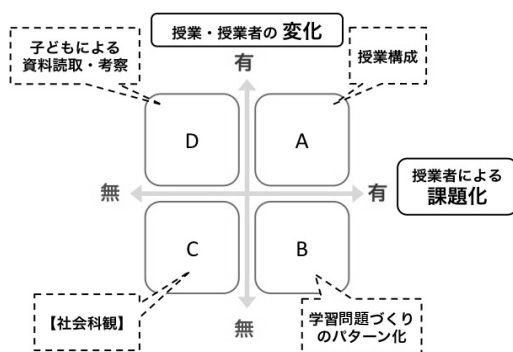 授業・授業者の 変化
子どもによる
資料読取・考察
有
授業構成
D
A
無
有
授業者による
課題化
C
B
【社会科観】
無
学習問題づくり
のパターン化